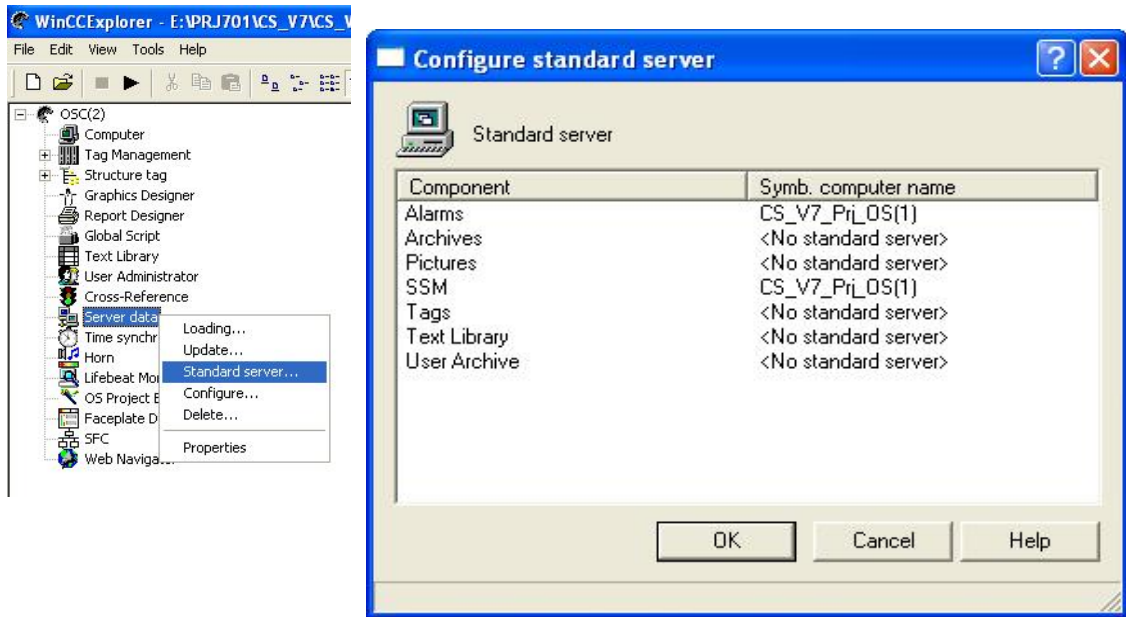 WinCCExplorer - E:\PRJ701\CS_V7\CS_V
File Edit View Tools Help
OSC(2)
Computer
Tag Management
Structure tag
Graphics Designer
Report Designer
Global Script
Text Library
User Administrator
Cross-Reference
Server data
Time synchr
Horn
Lifebeat Mo
OS Project E
Faceplate D
SFC
Web Naviga
Loading...
Update...
Standard server...
Configure...
Delete...
Properties
Configure standard server
Standard server
Component Symb. computer name
Alarms CS_V7_Prj_OS(1)
Archives <No standard server>
Pictures <No standard server>
SSM CS_V7_Prj_OS(1)
Tags <No standard server>
Text Library <No standard server>
User Archive <No standard server>
OK Cancel Help